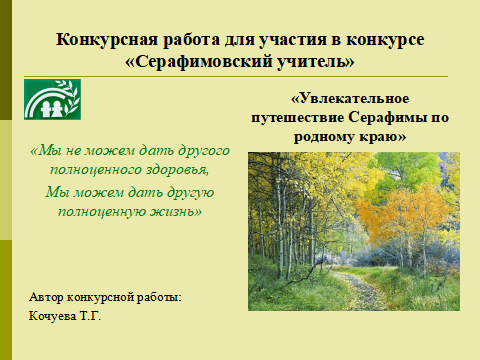 Конкурсная работа для участия в конкурсе
«Серафимовский учитель»
«Увлекательное
путешествие Серафимы по
родному краю»
«Мы не можем дать другого
полноценного здоровья,
Мы можем дать другую
полноценную жизнь»
Автор конкурсной работы:
Кочуева Т.Г.